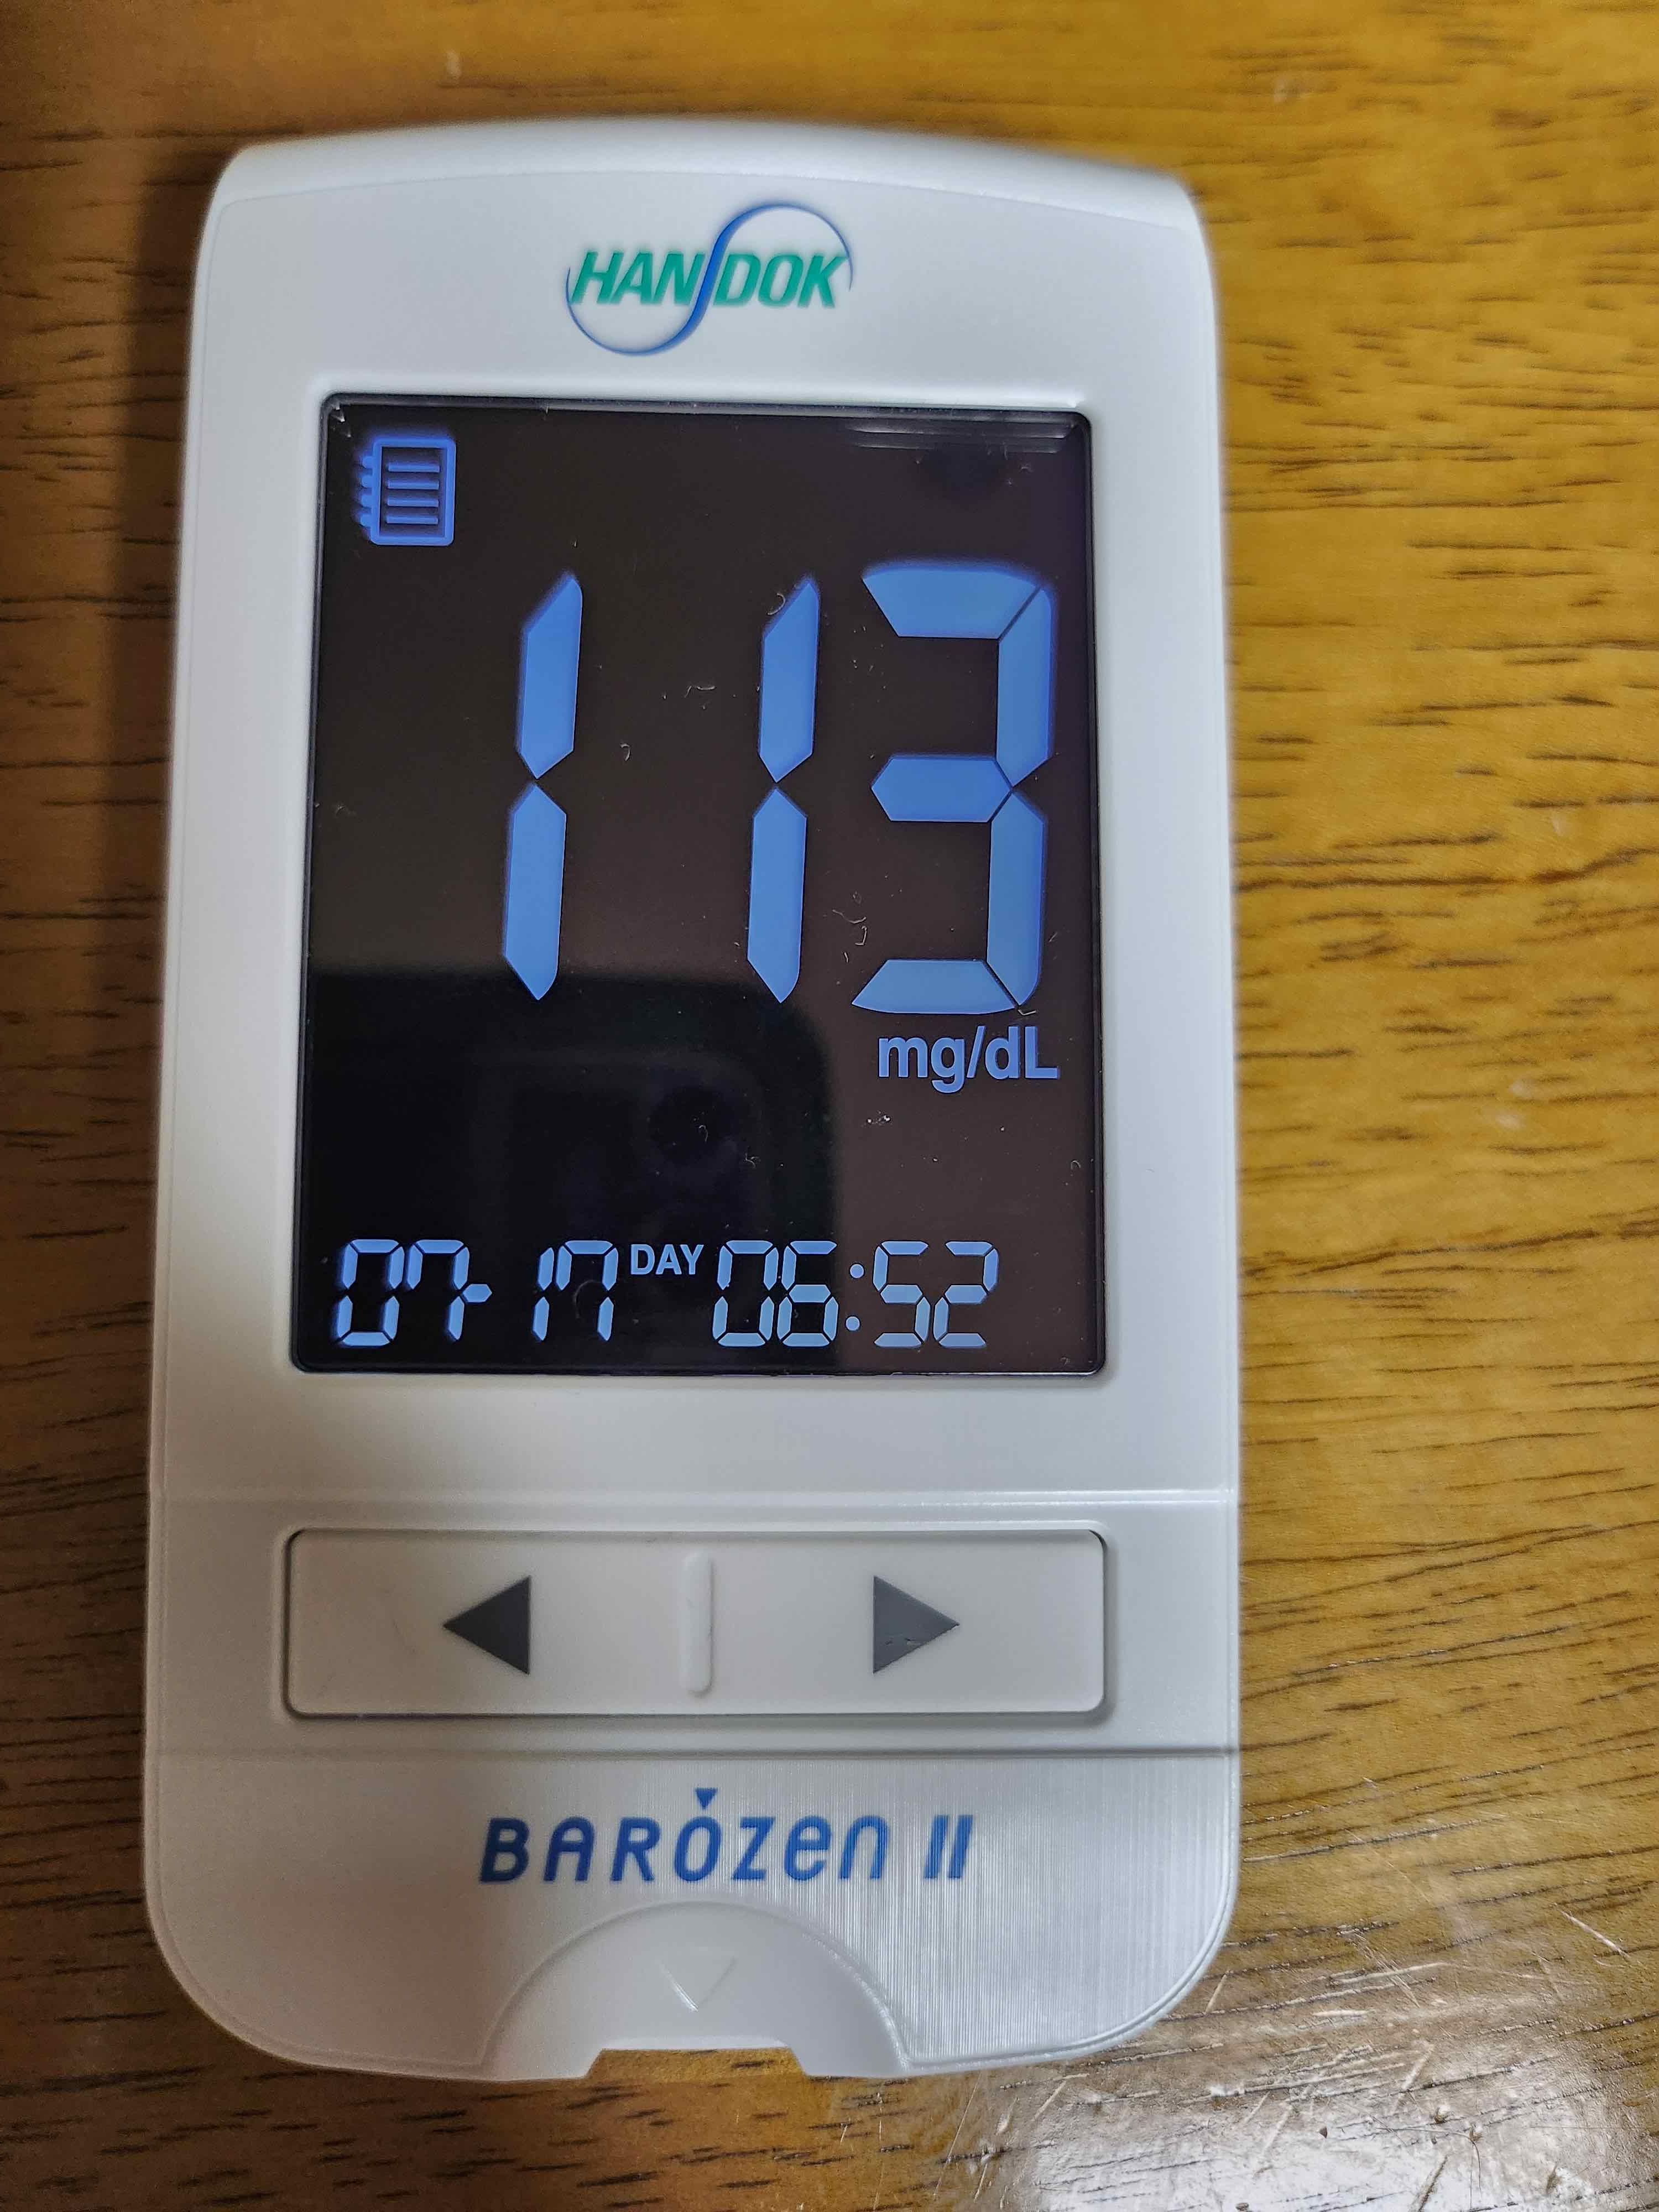 HANDOK
113
mg/dL
07-17 DAY 06:52
BAROZEN II